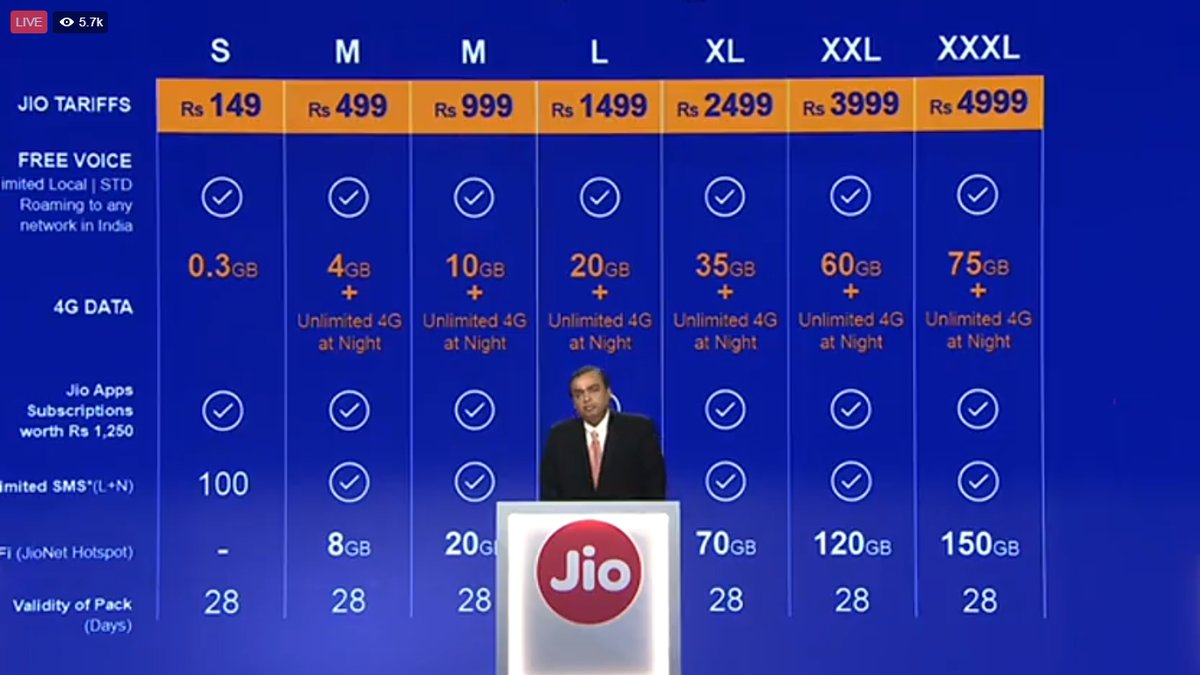 LIVE 5.7k
S M M L XL XXL XXXL
JIO TARIFFS Rs 149 Rs 499 Rs 999 Rs 1499 Rs 2499 Rs 3999 Rs 4999
FREE VOICE
imited Local | STD
Roaming to any
network in India
0.3GB 4GB 10GB 20GB 35GB 60GB 75GB
+ + + + + +
4G DATA
Unlimited 4G Unlimited 4G Unlimited 4G Unlimited 4G Unlimited 4G Unlimited 4G
at Night at Night at Night at Night at Night at Night
Jio Apps
Subscriptions
worth Rs 1,250
imited SMS*(L+N) 100
Fi (JioNet Hotspot) - 8GB 20G 70GB 120GB 150GB
Jio
Validity of Pack 28 28 28 28 28 28
(Days)